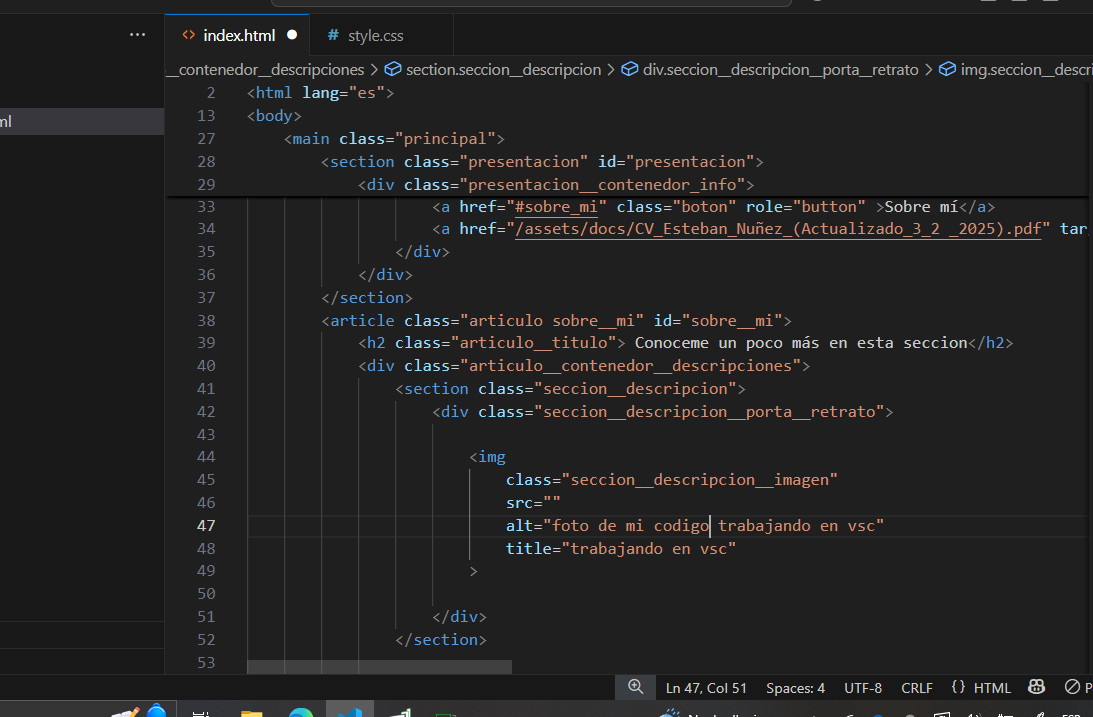 index.html
style.css
__contenedor__descripciones > section.seccion__descripcion > div.seccion__descripcion__porta__retrato > img.seccion__descri
ml
2 <html lang="es">
13 <body>
27 <main class="principal">
28 <section class="presentacion" id="presentacion">
29 <div class="presentacion__contenedor_info">
33 <a href="#sobre_mi" class="boton" role="button" >Sobre mí</a>
34 <a href="/assets/docs/CV_Esteban_Nuñez_(Actualizado_3_2 _2025).pdf" tar
35 </div>
36 </div>
37 </section>
38 <article class="articulo sobre__mi" id="sobre__mi">
39 <h2 class="articulo__titulo"> Conoceme un poco más en esta seccion</h2>
40 <div class="articulo__contenedor__descripciones">
41 <section class="seccion__descripcion">
42 <div class="seccion__descripcion__porta__retrato">
43
44 <img
45 class="seccion__descripcion__imagen"
46 src=""
47 alt="foto de mi codigo trabajando en vsc"
48 title="trabajando en vsc"
49 >
50
51 </div>
52 </section>
53
Ln 47, Col 51 Spaces: 4 UTF-8 CRLF {} HTML P